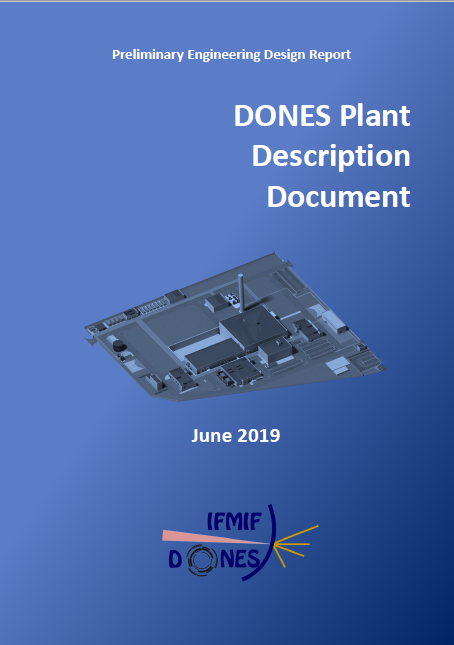 Preliminary Engineering Design Report
DONES Plant
Description
Document
June 2019
IFMIF
DONES